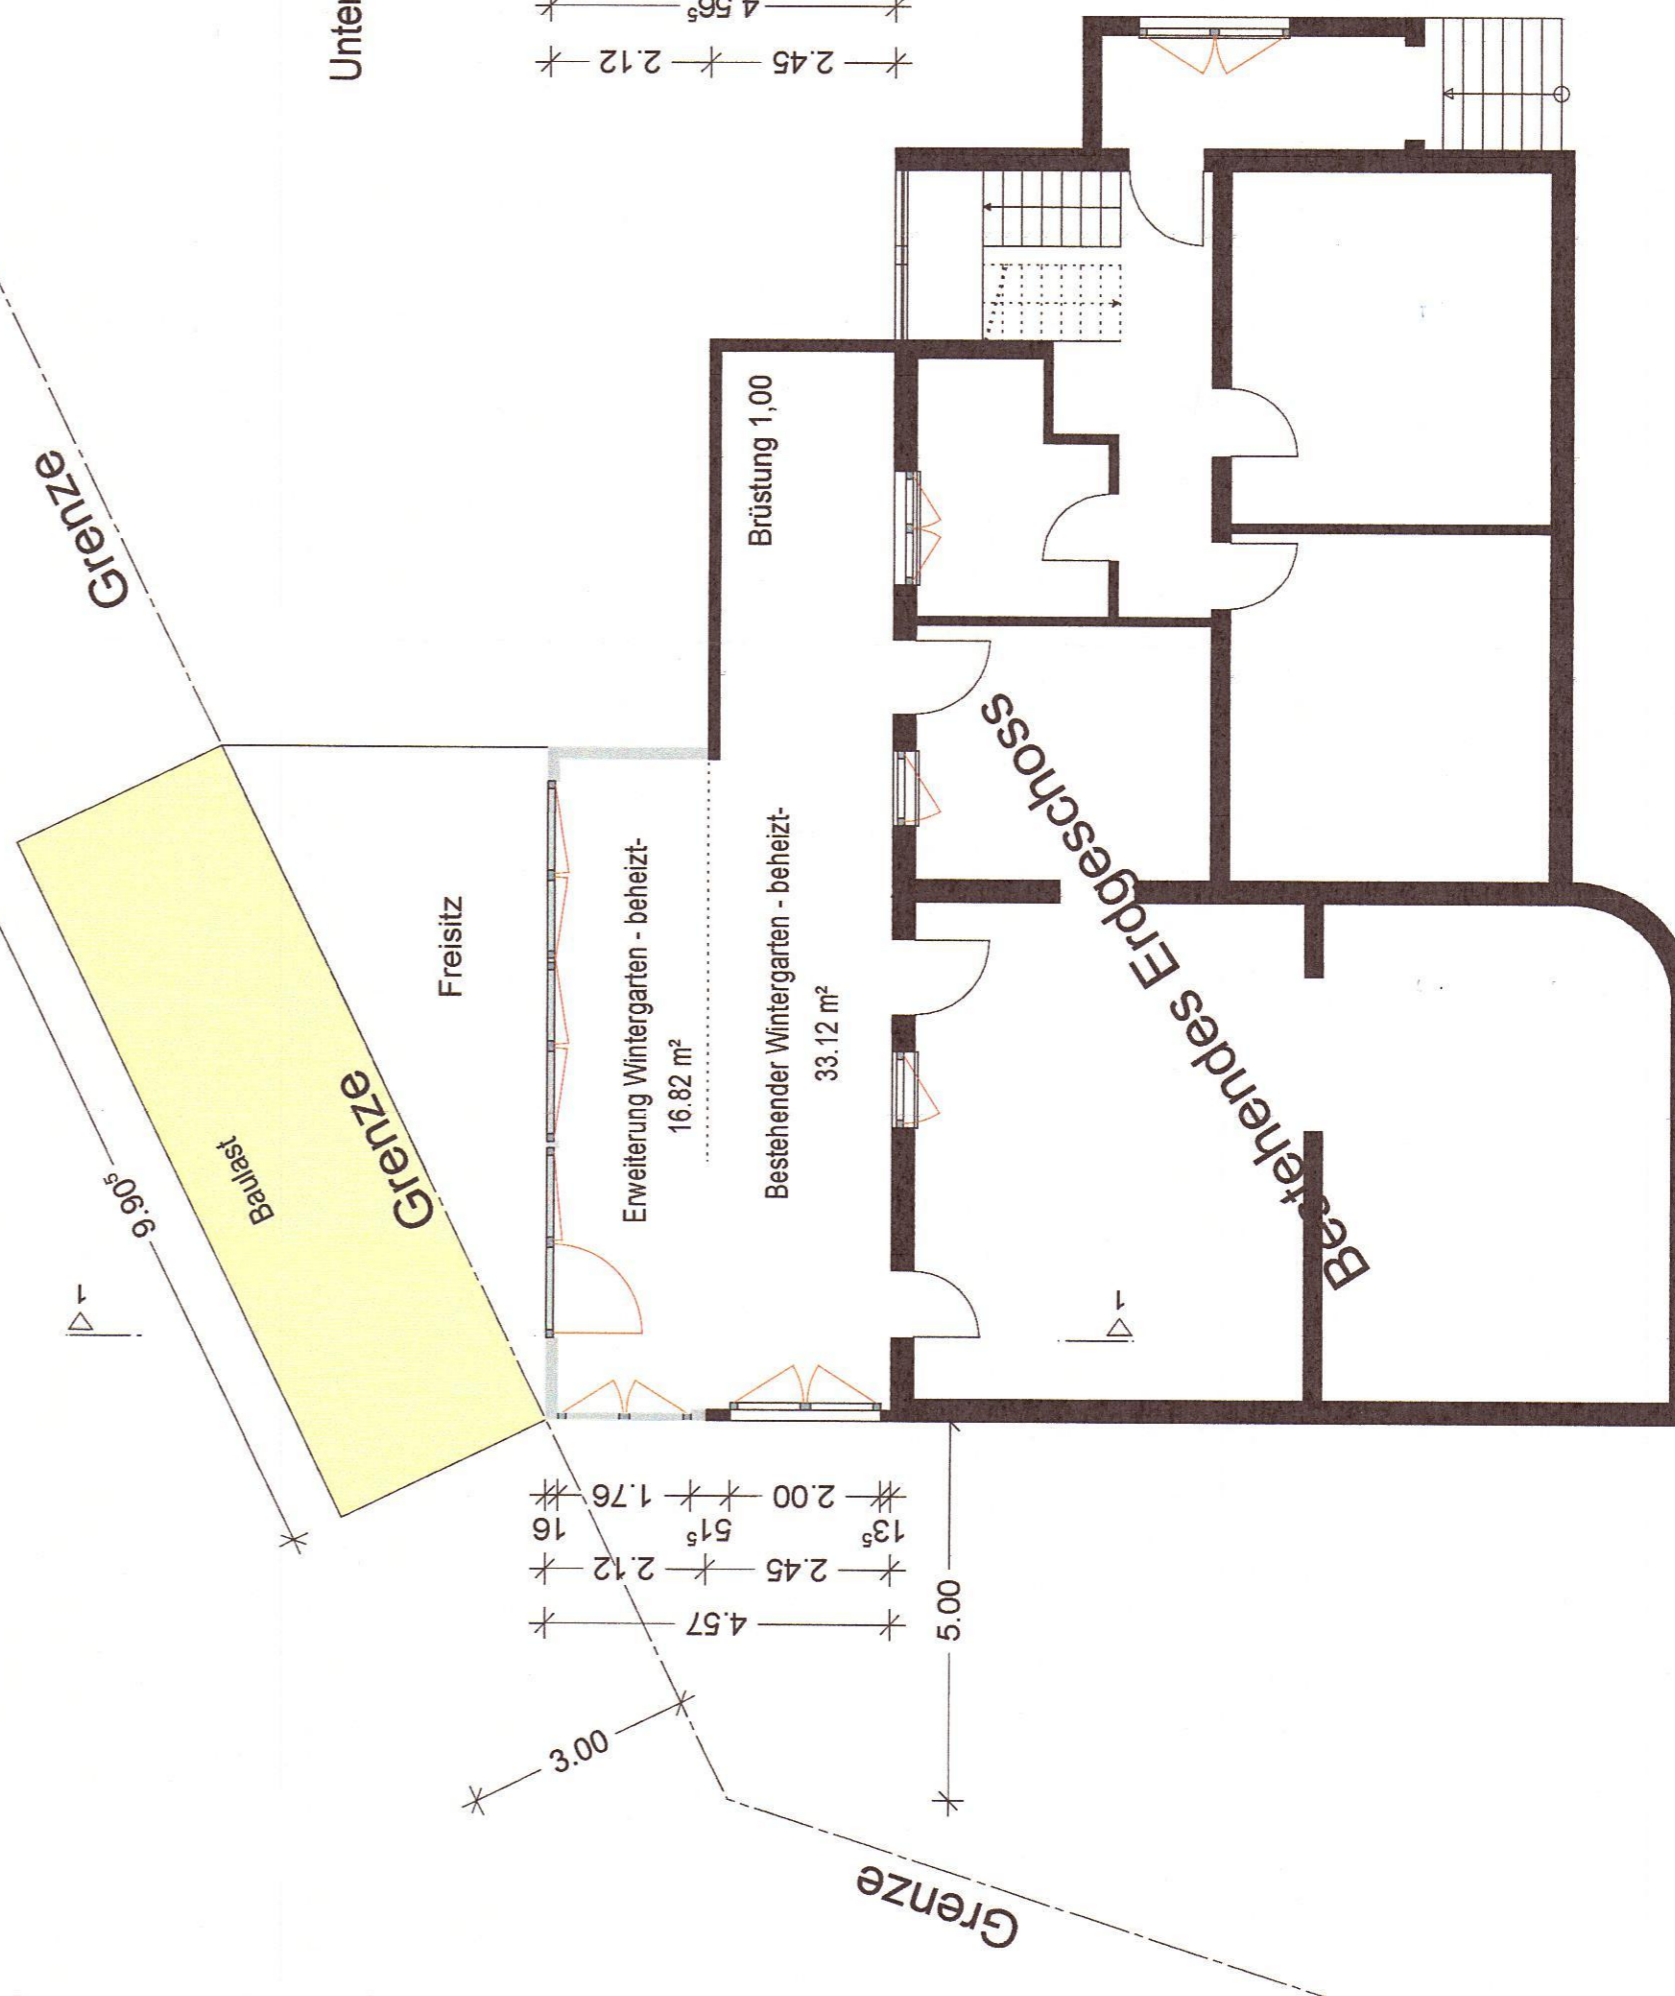 Unter
4.56⁵
2.12
2.45
Grenze
Brüstung 1,00
Baulast
9.90⁵
Grenze
Freisitz
Erweiterung Wintergarten - beheizt-
16.82 m²
Bestehender Wintergarten - beheizt-
33.12 m²
Bestehendes Erdgeschoss
1
1
16
1.76
51⁵
2.00
13⁵
2.12
2.45
4.57
5.00
3.00
Grenze